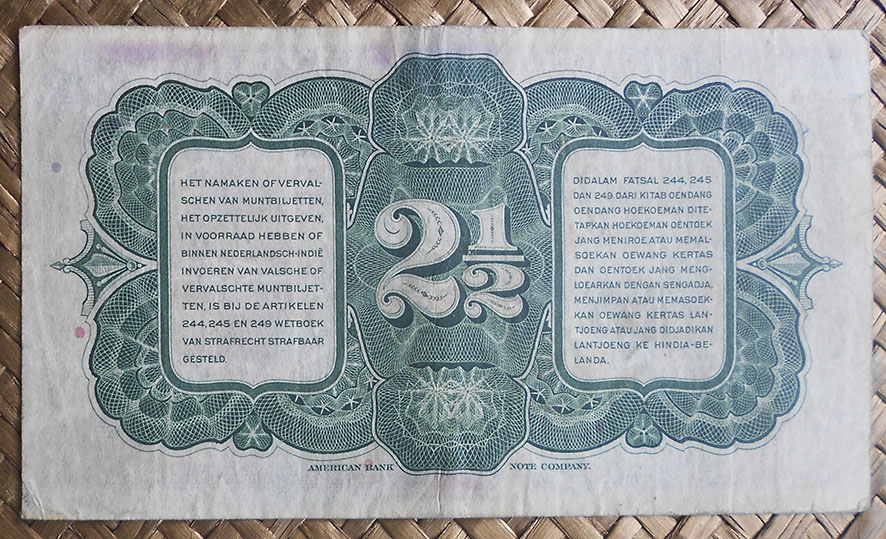 HET NAMAKEN OF VERVAL-
SCHEN VAN MUNTBILJETTEN,
HET OPZETTELIJK UITGEVEN,
IN VOORRAAD HEBBEN OF
BINNEN NEDERLANDSCH-INDIË
INVOEREN VAN VALSCHE OF
VERVALSCHTE MUNTBILJET-
TEN, IS BIJ DE ARTIKELEN
244, 245 EN 249 WETBOEK
VAN STRAFRECHT STRAFBAAR
GESTELD.
2 1/2
DIDALAM FATSAL 244, 245
DAN 249 DARI KITAB OENDANG
OENDANG HOEKOEMAN DITE-
TAPKAN HOEKOEMAN OENTOEK
JANG MENIROE ATAU MEMAL-
SOEKAN OEWANG KERTAS
DAN OENTOEK JANG MENG-
LOEARKAN DENGAN SENGADJA,
MENJIMPAN ATAU MEMASOEK-
KAN OEWANG KERTAS LAN-
TJOENG ATAU JANG DIDJADIKAN
LANTJOENG KE HINDIA-BE-
LANDA.
AMERICAN BANK NOTE COMPANY.